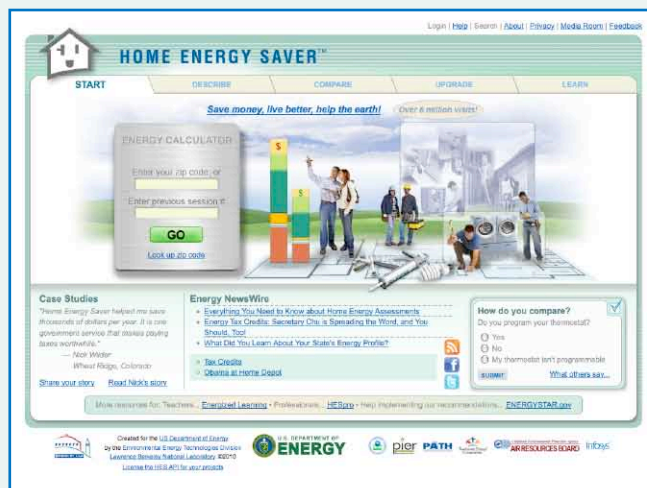 Login | Help | Search | About | Privacy | Media Room | Feedback
HOME ENERGY SAVER™
START DESCRIBE COMPARE UPGRADE LEARN
Save money, live better, help the earth! Over 6 million visits!
ENERGY CALCULATOR
Enter your zip code, or
Enter previous session #
GO
Look up zip code
$
$
Case Studies
"Home Energy Saver helped me save
thousands of dollars per year. It is one
government service that makes paying
taxes worthwhile."
— Nick Wilder
Wheat Ridge, Colorado
Share your story Read Nick's story
Energy NewsWire
Everything You Need to Know about Home Energy Assessments
Energy Tax Credits: Secretary Chu is Spreading the Word, and You
Should, Too!
What Did You Learn About Your State's Energy Profile?
Tax Credits
Obama at Home Depot
How do you compare?
Do you program your thermostat?
Yes
No
My thermostat isn't programmable
SUBMIT What others say...
More resources for: Teachers... Energized Learning • Professionals... HESpro • Help implementing our recommendations... ENERGYSTAR.gov
Created for the US Department of Energy
by the Environmental Energy Technologies Division
Lawrence Berkeley National Laboratory ©2010
License the HES API for your projects
U.S. DEPARTMENT OF
ENERGY
pier
PATH
AIR RESOURCES BOARD
Infosys